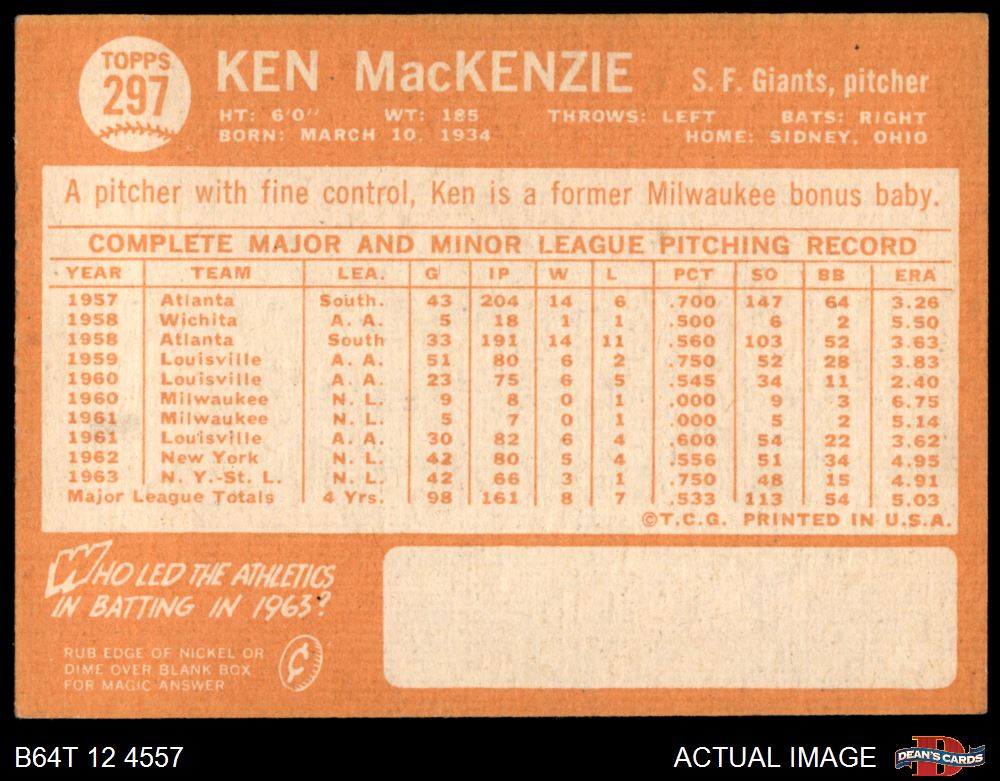 TOPPS
297
KEN MacKENZIE
S. F. Giants, pitcher
HT: 6'0" WT: 185 THROWS: LEFT BATS: RIGHT
BORN: MARCH 10, 1934 HOME: SIDNEY, OHIO
A pitcher with fine control, Ken is a former Milwaukee bonus baby.
COMPLETE MAJOR AND MINOR LEAGUE PITCHING RECORD
YEAR TEAM LEA. G IP W L PCT SO BB ERA
1957 Atlanta South. 43 204 14 6 .700 147 64 3.26
1958 Wichita A. A. 5 18 1 1 .500 6 2 5.50
1958 Atlanta South 33 191 14 11 .560 103 52 3.63
1959 Louisville A. A. 51 80 6 2 .750 52 28 3.83
1960 Louisville A. A. 23 75 6 5 .545 34 11 2.40
1960 Milwaukee N. L. 9 8 0 1 .000 9 3 6.75
1961 Milwaukee N. L. 5 7 0 1 .000 5 2 5.14
1961 Louisville A. A. 30 82 6 4 .600 54 22 3.62
1962 New York N. L. 42 80 5 4 .556 51 34 4.95
1963 N. Y.-St. L. N. L. 42 66 3 1 .750 48 15 4.91
Major League Totals 4 Yrs. 98 161 8 7 .533 113 54 5.03
©T.C.G. PRINTED IN U.S.A.
WHO LED THE ATHLETICS
IN BATTING IN 1963?
RUB EDGE OF NICKEL OR
DIME OVER BLANK BOX
FOR MAGIC ANSWER
¢
B64T 12 4557 ACTUAL IMAGE
D
DEAN'S CARDS